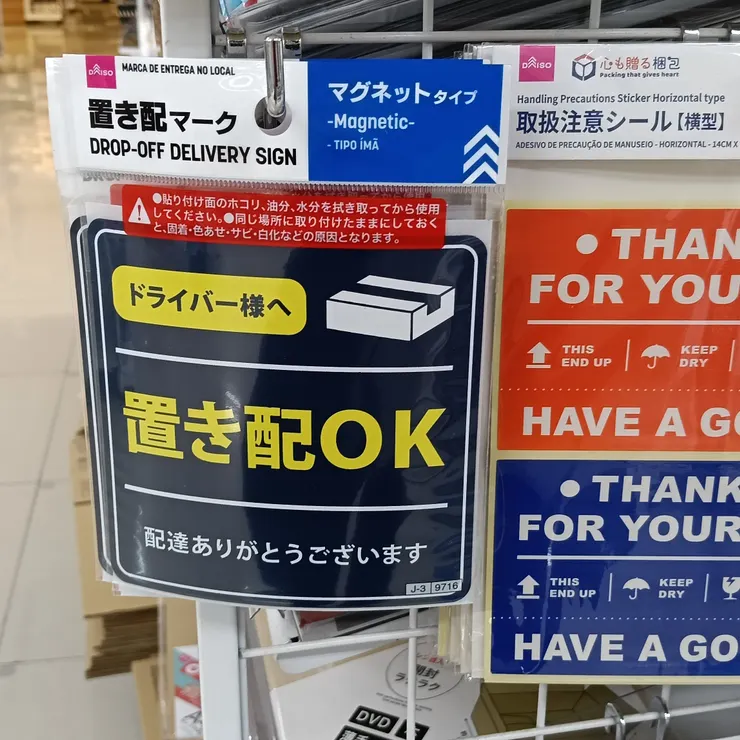 DAISO
MARCA DE ENTREGA NO LOCAL
置き配マーク
DROP-OFF DELIVERY SIGN
マグネットタイプ
-Magnetic-
- TIPO ÍMÃ
●貼り付け面のホコリ、油分、水分を拭き取ってから使用
してください。●同じ場所に取り付けたままにしておく
と、固着・色あせ・サビ・白化などの原因となります。
ドライバー様へ
置き配OK
配達ありがとうございます
J-3 9716
DAISO
心も贈る梱包
Packing that gives heart
Handling Precautions Sticker Horizontal type
取扱注意シール【横型】
ADESIVO DE PRECAUÇÃO DE MANUSEIO - HORIZONTAL - 14CM X
● THAN
FOR YOU
THIS
END UP
KEEP
DRY
HAVE A GO
● THANK
FOR YOUR
THIS
END UP
KEEP
DRY
HAVE A GO
開封
ラクラク
DVD